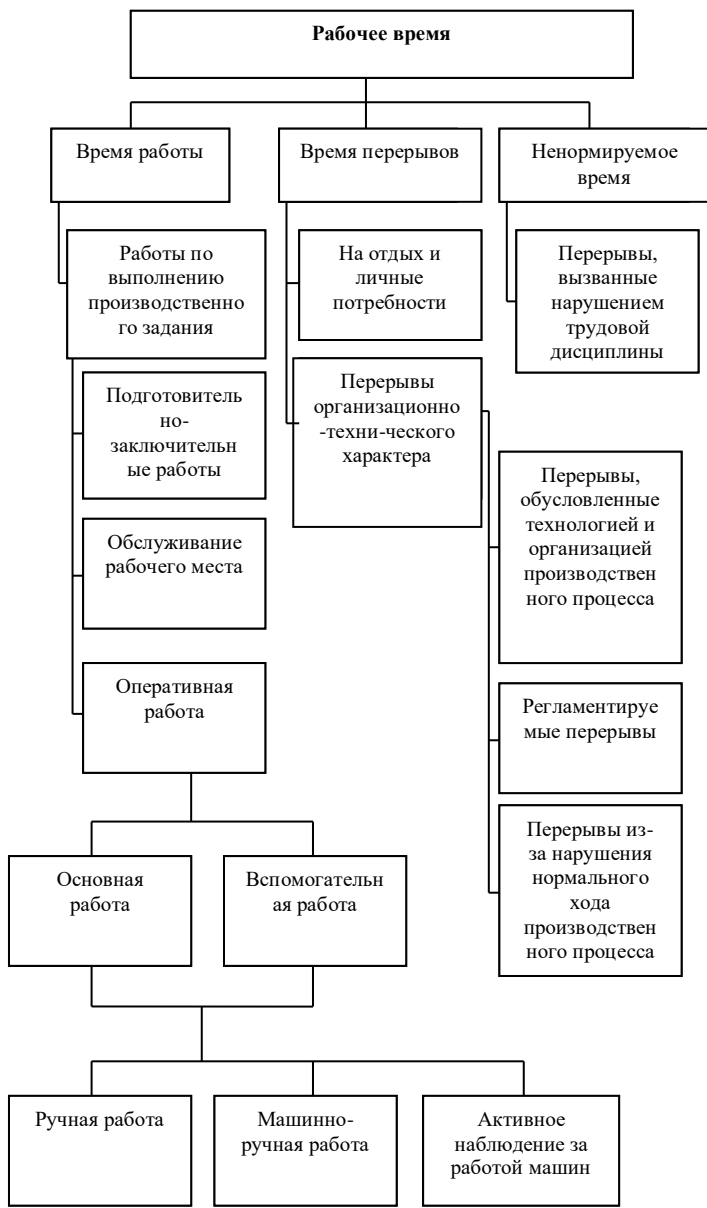 Рабочее время
Время работы
Время перерывов
Ненормируемое
время
Работы по
выполнению
производственно
го задания
На отдых и
личные
потребности
Перерывы,
вызванные
нарушением
трудовой
дисциплины
Подготовитель
но-
заключительн
ые работы
Перерывы
организационно
-техни-ческого
характера
Перерывы,
обусловленные
технологией и
организацией
производствен
ного процесса
Обслуживание
рабочего места
Оперативная
работа
Регламентируе
мые перерывы
Перерывы из-
за нарушения
нормального
хода
производствен
ного процесса
Основная
работа
Вспомогательн
ая работа
Ручная работа
Машинно-
ручная работа
Активное
наблюдение за
работой машин